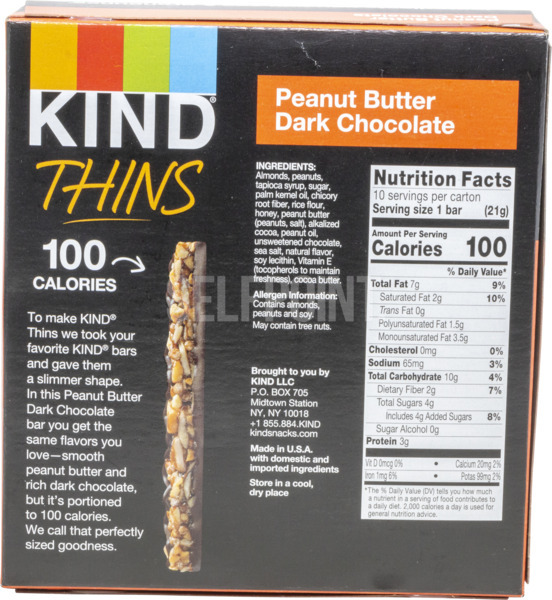 KIND®
THINS
100
CALORIES
To make KIND®
Thins we took your
favorite KIND® bars
and gave them
a slimmer shape.
In this Peanut Butter
Dark Chocolate
bar you get the
same flavors you
love—smooth
peanut butter and
rich dark chocolate,
but it's portioned
to 100 calories.
We call that perfectly
sized goodness.
Peanut Butter
Dark Chocolate
INGREDIENTS:
Almonds, peanuts,
tapioca syrup, sugar,
palm kernel oil, chicory
root fiber, rice flour,
honey, peanut butter
(peanuts, salt), alkalized
cocoa, peanut oil,
unsweetened chocolate,
sea salt, natural flavor,
soy lecithin, Vitamin E
(tocopherols to maintain
freshness), cocoa butter.
Allergen Information:
Contains almonds,
peanuts and soy.
May contain tree nuts.
Brought to you by
KIND LLC
P.O. BOX 705
Midtown Station
NY, NY 10018
+1 855.884.KIND
kindsnacks.com
Made in U.S.A.
with domestic and
imported ingredients
Store in a cool,
dry place
Nutrition Facts
10 servings per carton
Serving size 1 bar (21g)
Amount Per Serving
Calories 100
% Daily Value*
Total Fat 7g 9%
Saturated Fat 2g 10%
Trans Fat 0g
Polyunsaturated Fat 1.5g
Monounsaturated Fat 3.5g
Cholesterol 0mg 0%
Sodium 65mg 3%
Total Carbohydrate 10g 4%
Dietary Fiber 2g 7%
Total Sugars 4g
Includes 4g Added Sugars 8%
Sugar Alcohol 0g
Protein 3g
Vit D 0mcg 0% • Calcium 20mg 2%
Iron 1mg 6% • Potas 99mg 2%
*The % Daily Value (DV) tells you how much
a nutrient in a serving of food contributes to
a daily diet. 2,000 calories a day is used for
general nutrition advice.